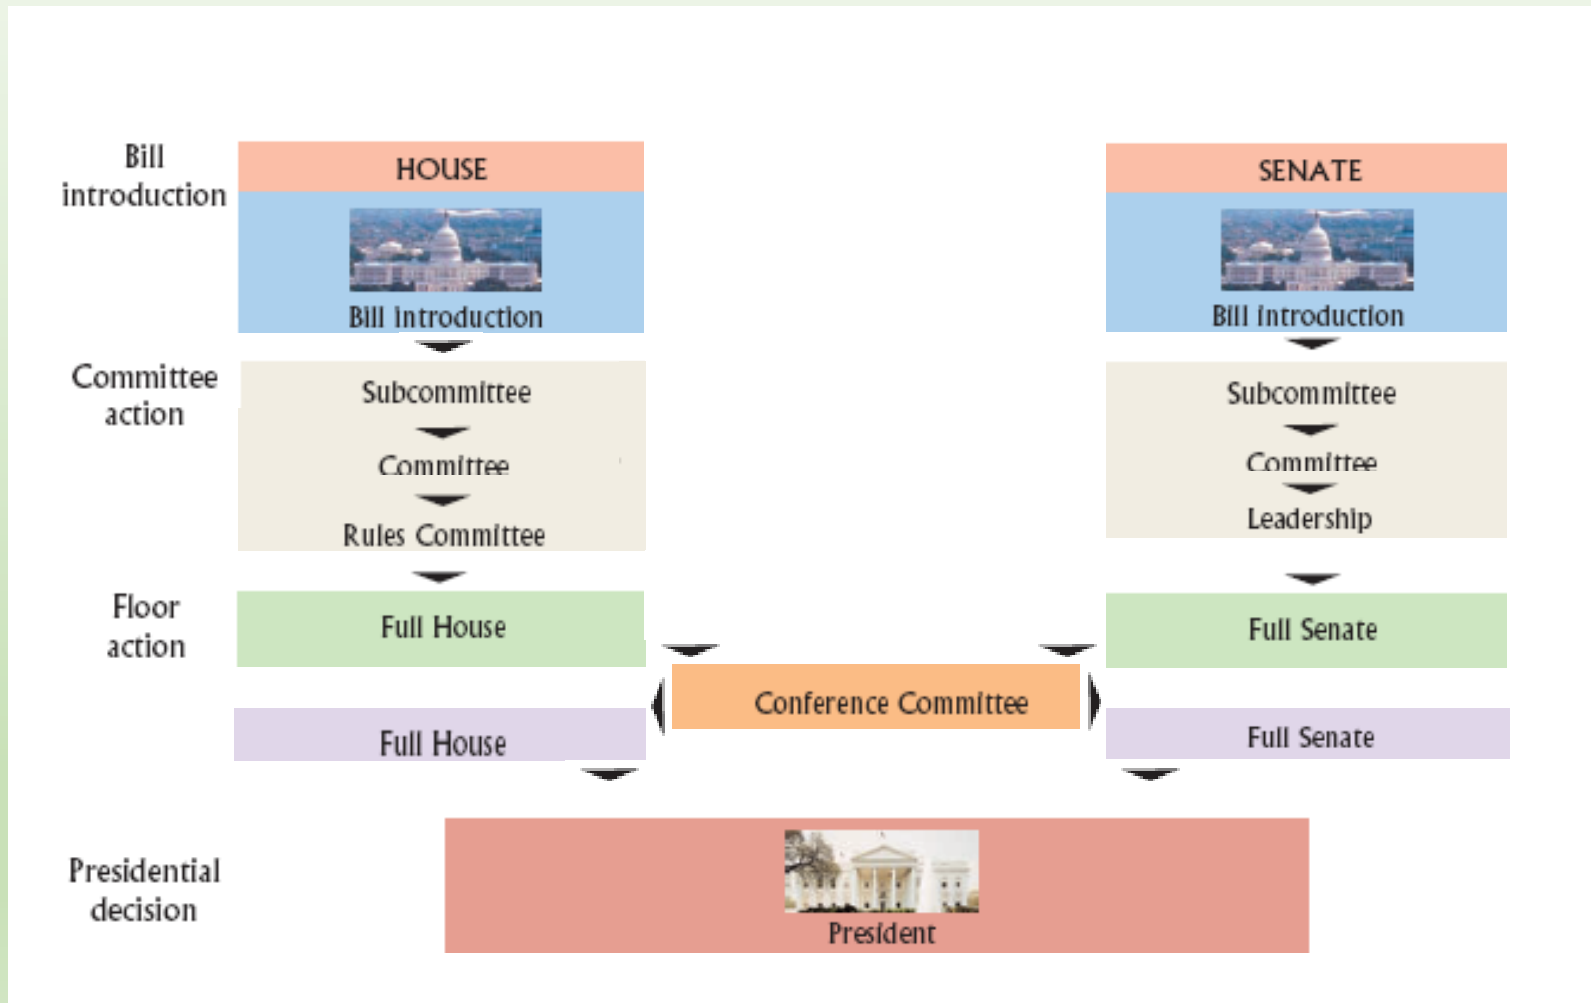 Bill
introduction
HOUSE
Bill introduction
SENATE
Bill introduction
Committee
action
Subcommittee
Committee
Rules Committee
Subcommittee
Committee
Leadership
Floor
action
Full House
Full Senate
Conference Committee
Full House
Full Senate
Presidential
decision
President